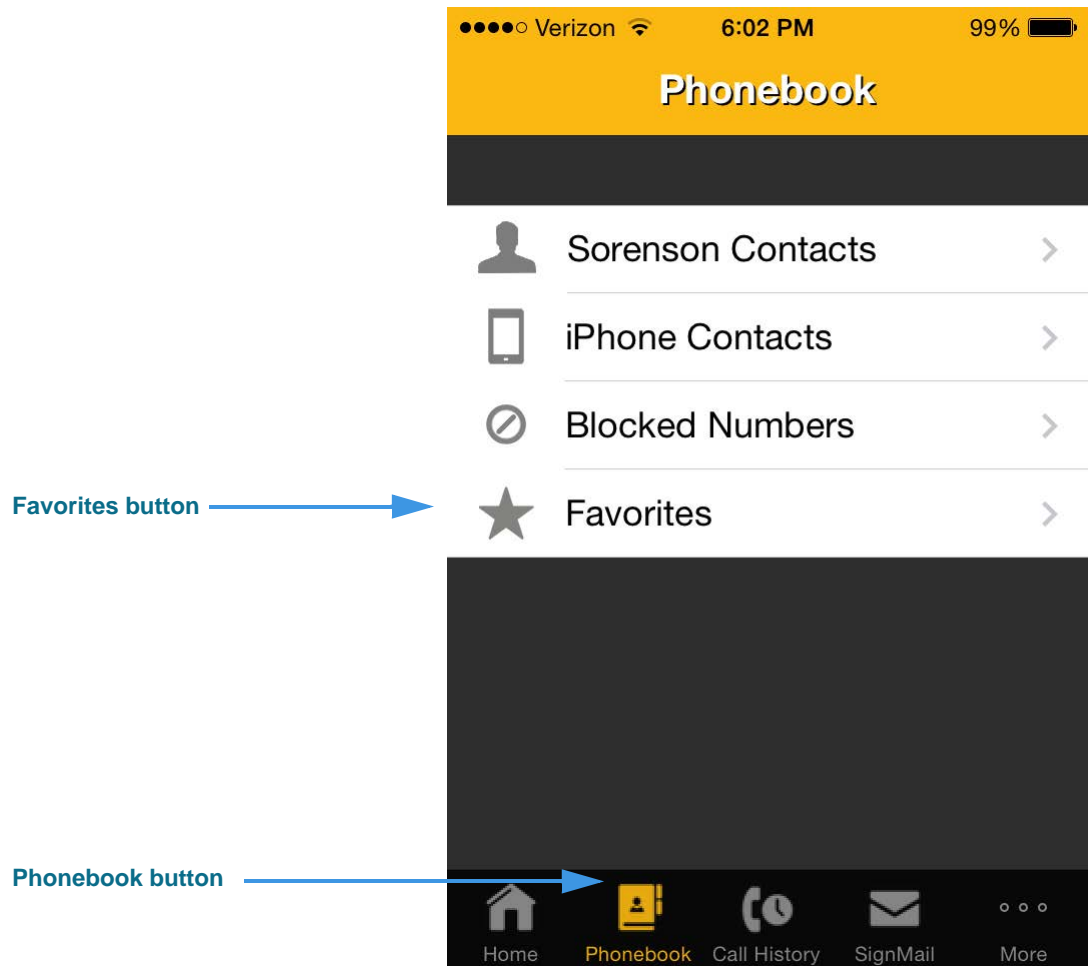 Verizon 6:02 PM 99%
Phonebook
Sorenson Contacts
iPhone Contacts
Blocked Numbers
Favorites button
Favorites
Phonebook button
Home Phonebook Call History SignMail More